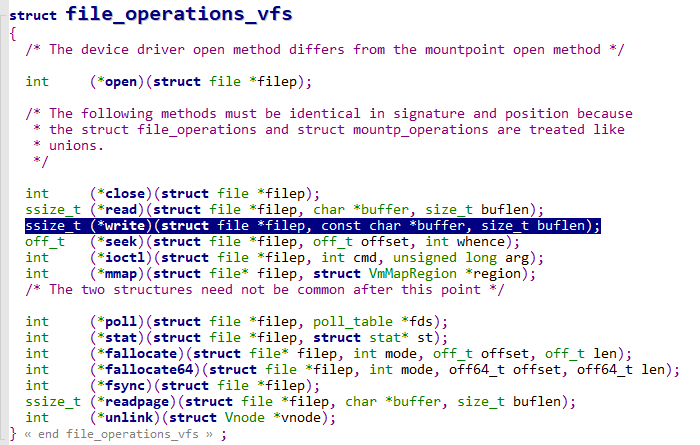 struct file_operations_vfs
{
/* The device driver open method differs from the mountpoint open method */
int (*open)(struct file *filep);
/* The following methods must be identical in signature and position because
* the struct file_operations and struct mountp_operations are treated like
* unions.
*/
int (*close)(struct file *filep);
ssize_t (*read)(struct file *filep, char *buffer, size_t buflen);
ssize_t (*write)(struct file *filep, const char *buffer, size_t buflen);
off_t (*seek)(struct file *filep, off_t offset, int whence);
int (*ioctl)(struct file *filep, int cmd, unsigned long arg);
int (*mmap)(struct file* filep, struct VmMapRegion *region);
/* The two structures need not be common after this point */
int (*poll)(struct file *filep, poll_table *fds);
int (*stat)(struct file *filep, struct stat* st);
int (*fallocate)(struct file* filep, int mode, off_t offset, off_t len);
int (*fallocate64)(struct file *filep, int mode, off64_t offset, off64_t len);
int (*fsync)(struct file *filep);
ssize_t (*readpage)(struct file *filep, char *buffer, size_t buflen);
int (*unlink)(struct Vnode *vnode);
} « end file_operations_vfs » ;